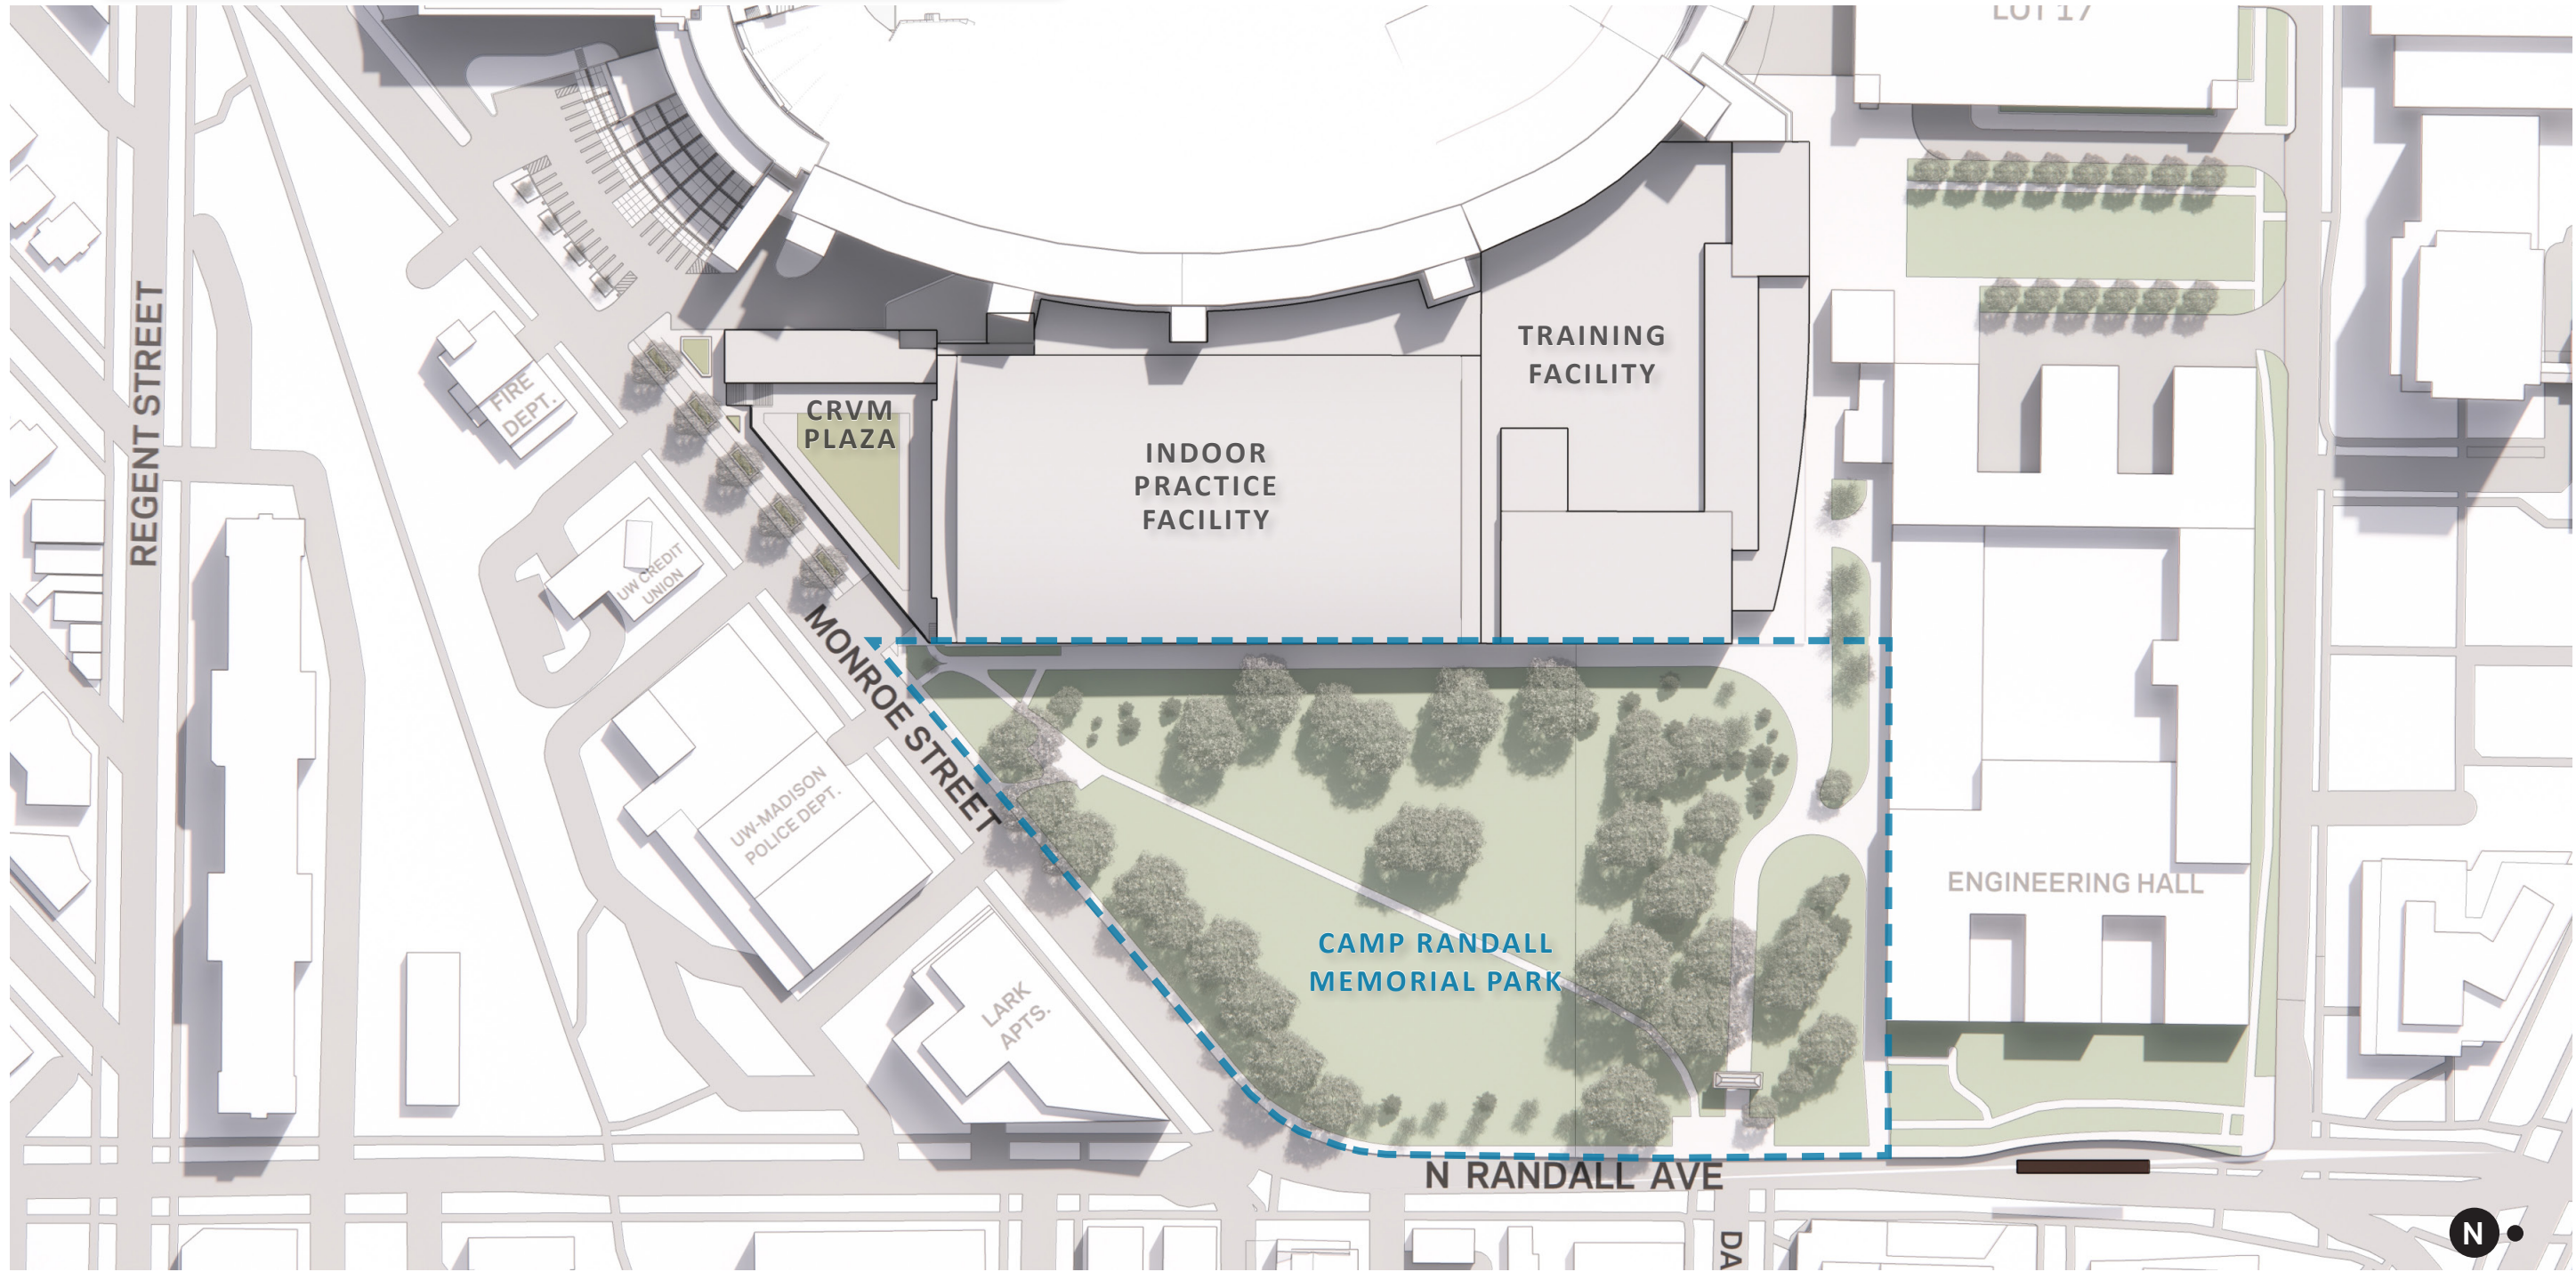 LOT 17
REGENT STREET
FIRE
DEPT.
CRVM
PLAZA
INDOOR
PRACTICE
FACILITY
TRAINING
FACILITY
UW CREDIT
UNION
MONROE STREET
UW-MADISON
POLICE DEPT.
LARK
APTS.
CAMP RANDALL
MEMORIAL PARK
ENGINEERING HALL
N RANDALL AVE
DA
N